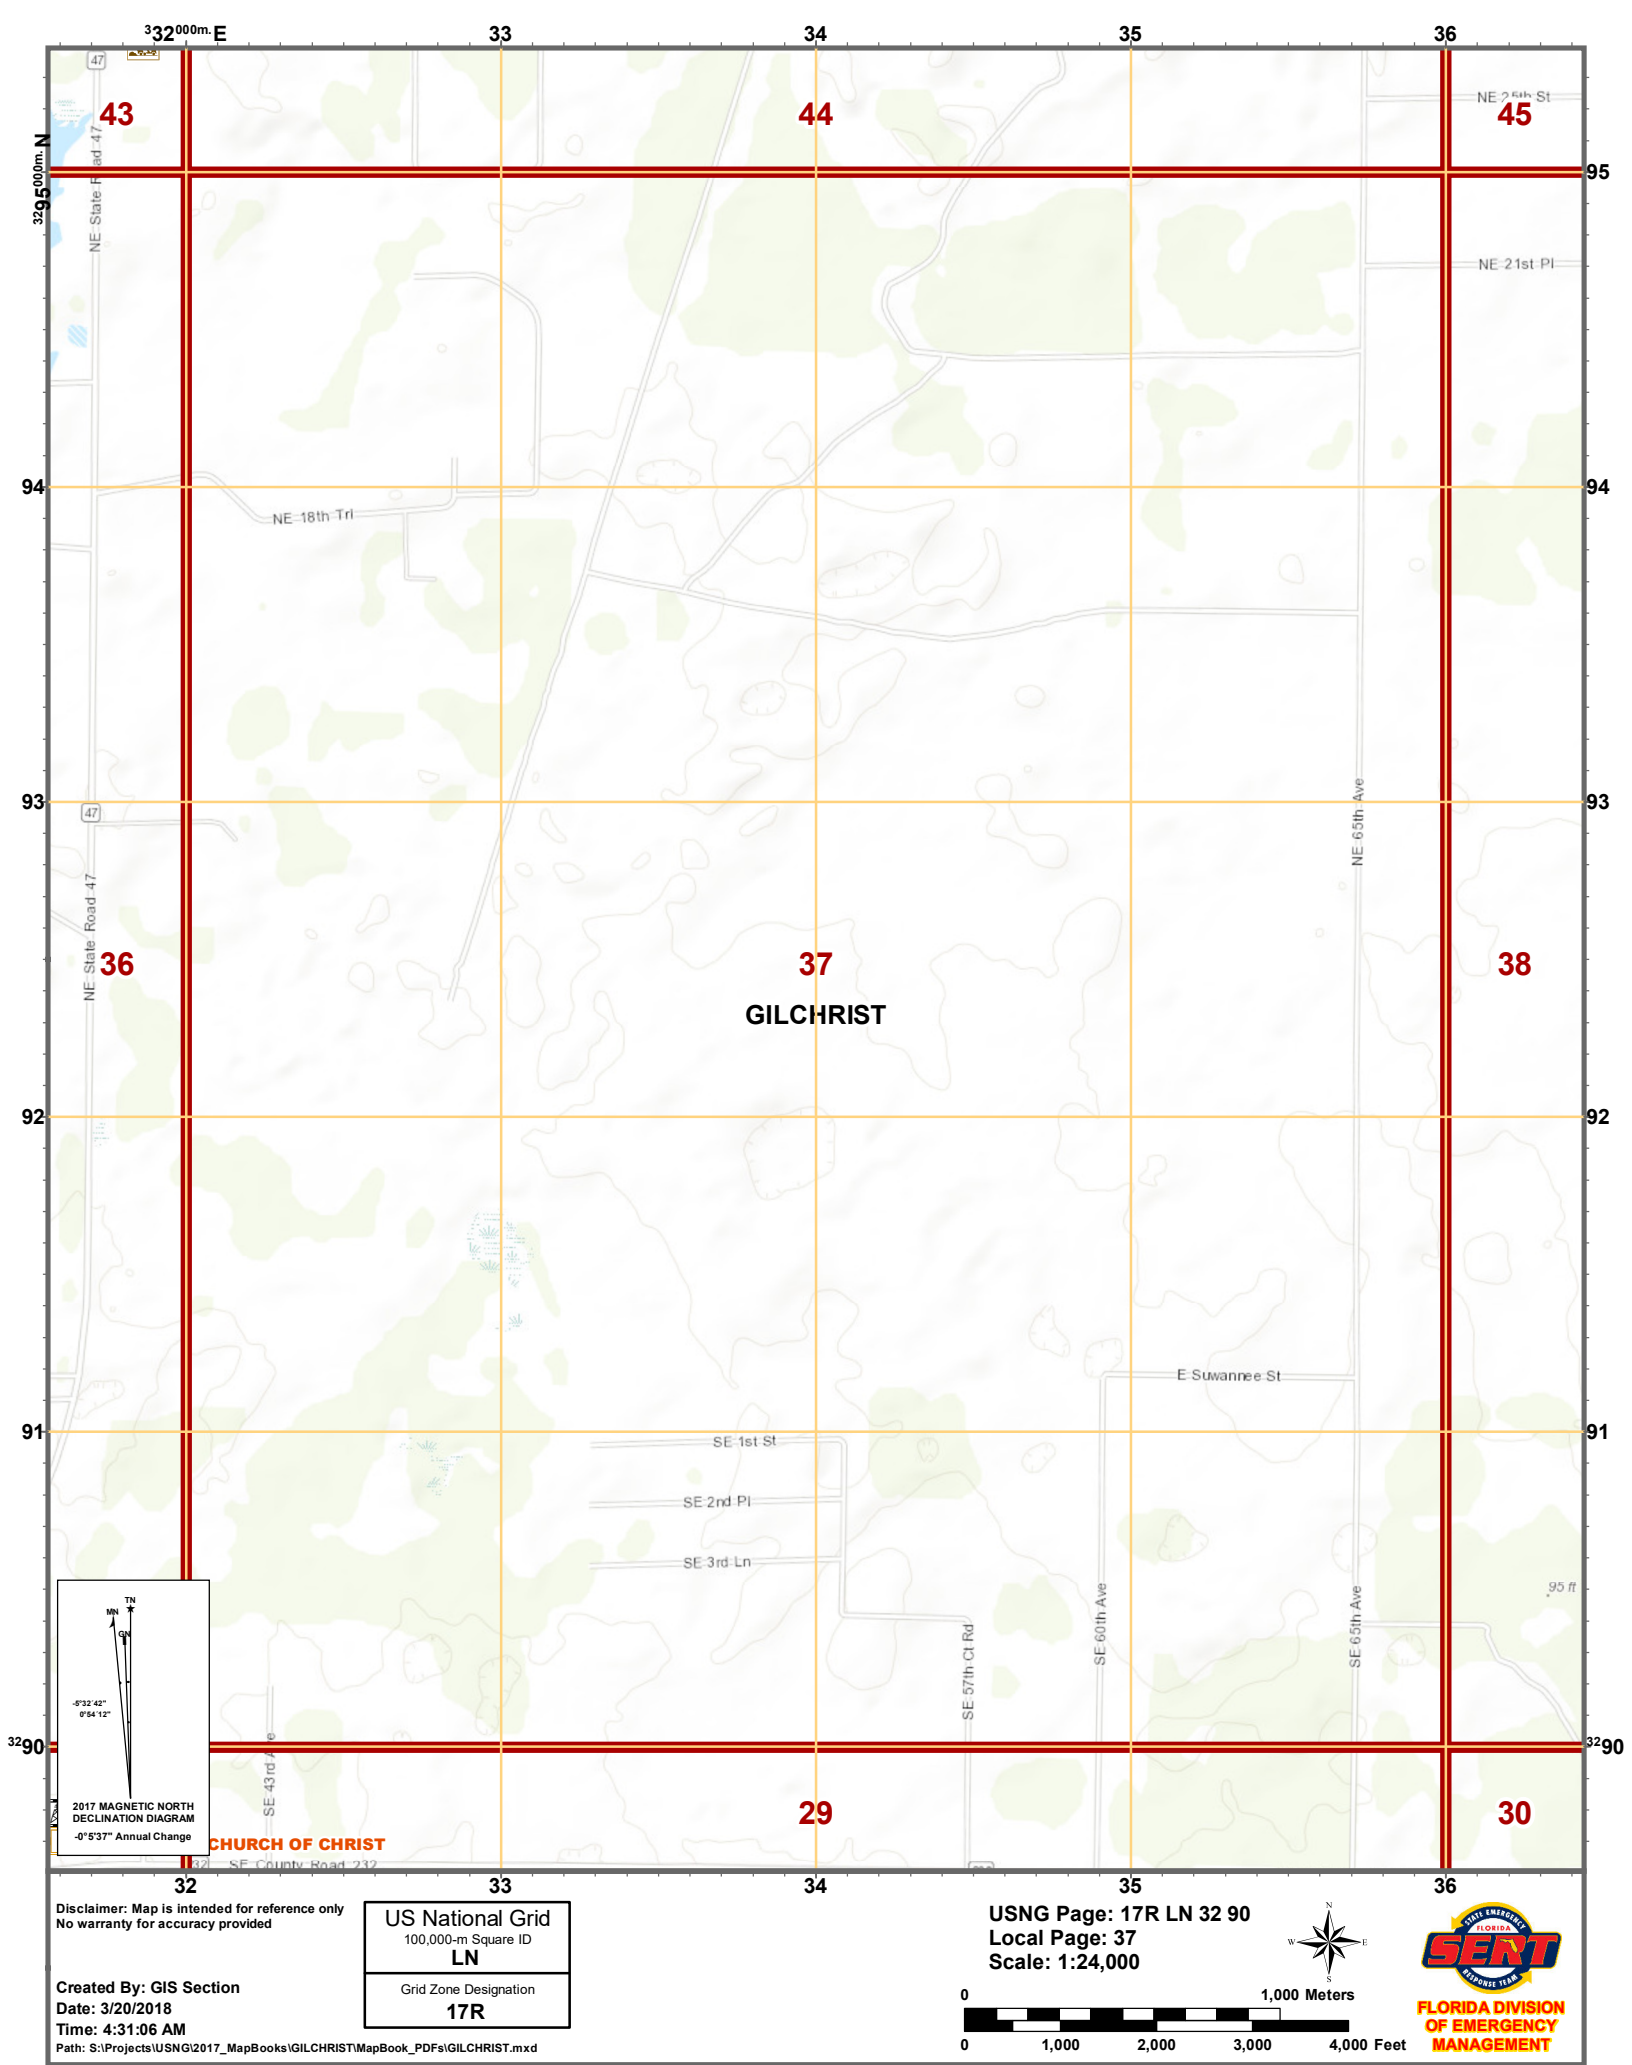 332000m.E 33 34 35 36
47
NE 25th St
43 44 45
NE State Road 47
3295000m.N
95
NE 21st Pl
94 94
NE 18th Trl
93 93
47
NE 65th Ave
NE State Road 47
36 37 38
GILCHRIST
92 92
E Suwannee St
91 91
SE 1st St
SE 2nd Pl
SE 3rd Ln
95 ft
SE 57th Ct Rd
SE 60th Ave
SE 65th Ave
TN
MN
GN
-5°32'42"
0°54'12"
3290 3290
SE 43rd Ave
2017 MAGNETIC NORTH
DECLINATION DIAGRAM
-0°5'37" Annual Change
29 30
CHURCH OF CHRIST
232 SE County Road 232
32 33 34 35 36
Disclaimer: Map is intended for reference only
No warranty for accuracy provided
Created By: GIS Section
Date: 3/20/2018
Time: 4:31:06 AM
Path: S:\Projects\USNG\2017_MapBooks\GILCHRIST\MapBook_PDFs\GILCHRIST.mxd
US National Grid
100,000-m Square ID
LN
Grid Zone Designation
17R
USNG Page: 17R LN 32 90
Local Page: 37
Scale: 1:24,000
N
W E
S
0 1,000 Meters
0 1,000 2,000 3,000 4,000 Feet
STATE EMERGENCY
FLORIDA
SERT
RESPONSE TEAM
FLORIDA DIVISION
OF EMERGENCY
MANAGEMENT